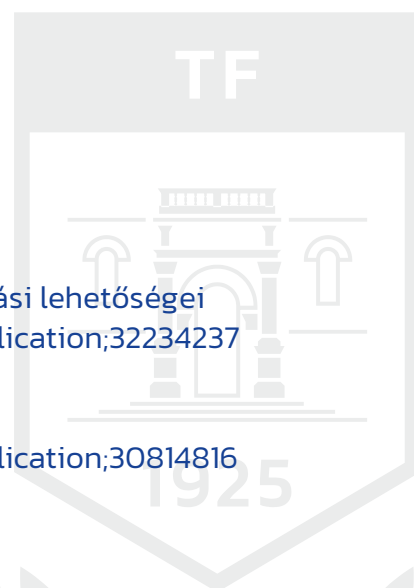 TF
ási lehetőségei
lication;32234237
lication;30814816
1925